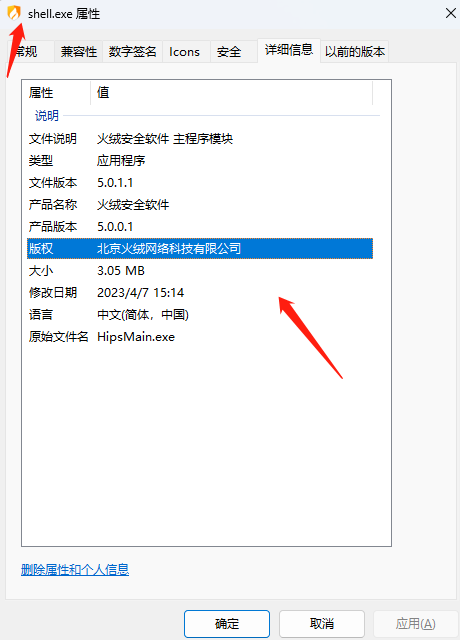 shell.exe 属性
常规 兼容性 数字签名 Icons 安全 详细信息 以前的版本
属性 值
说明
文件说明 火绒安全软件 主程序模块
类型 应用程序
文件版本 5.0.1.1
产品名称 火绒安全软件
产品版本 5.0.0.1
版权 北京火绒网络科技有限公司
大小 3.05 MB
修改日期 2023/4/7 15:14
语言 中文(简体，中国)
原始文件名 HipsMain.exe
删除属性和个人信息
确定 取消 应用(A)